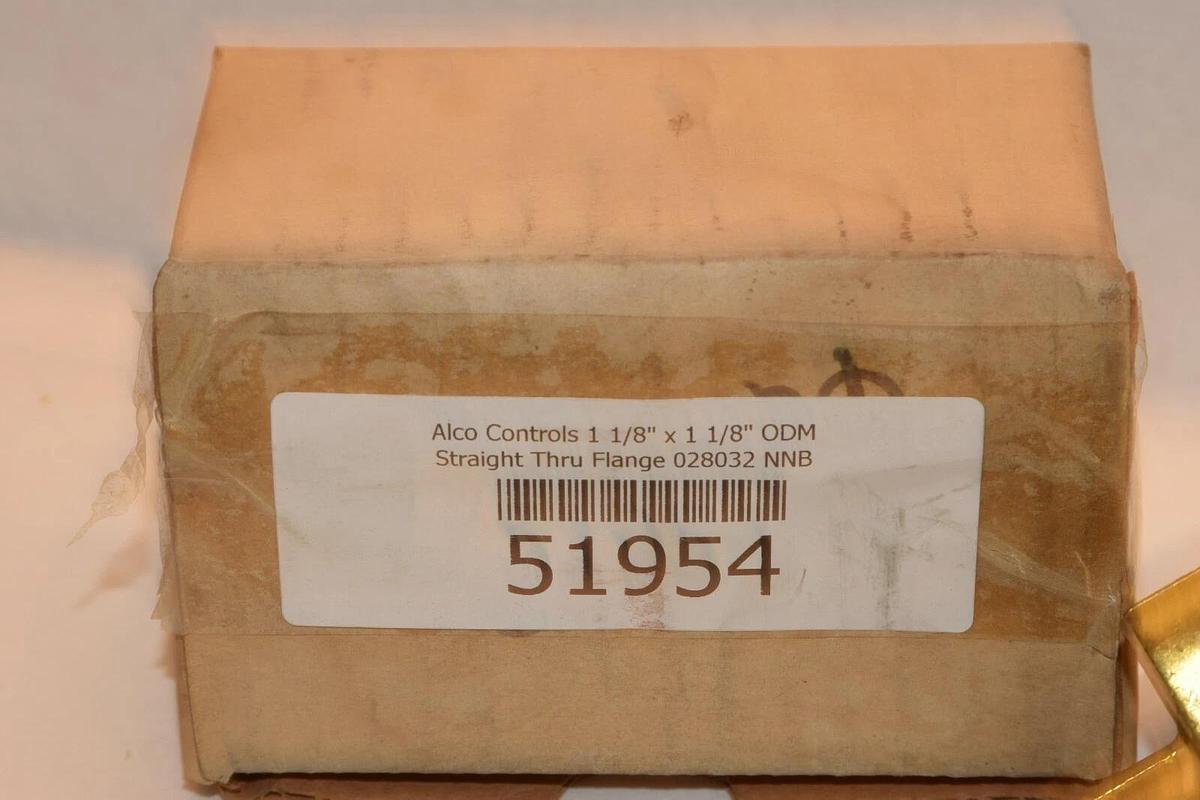 Alco Controls 1 1/8" x 1 1/8" ODM
Straight Thru Flange 028032 NNB
51954